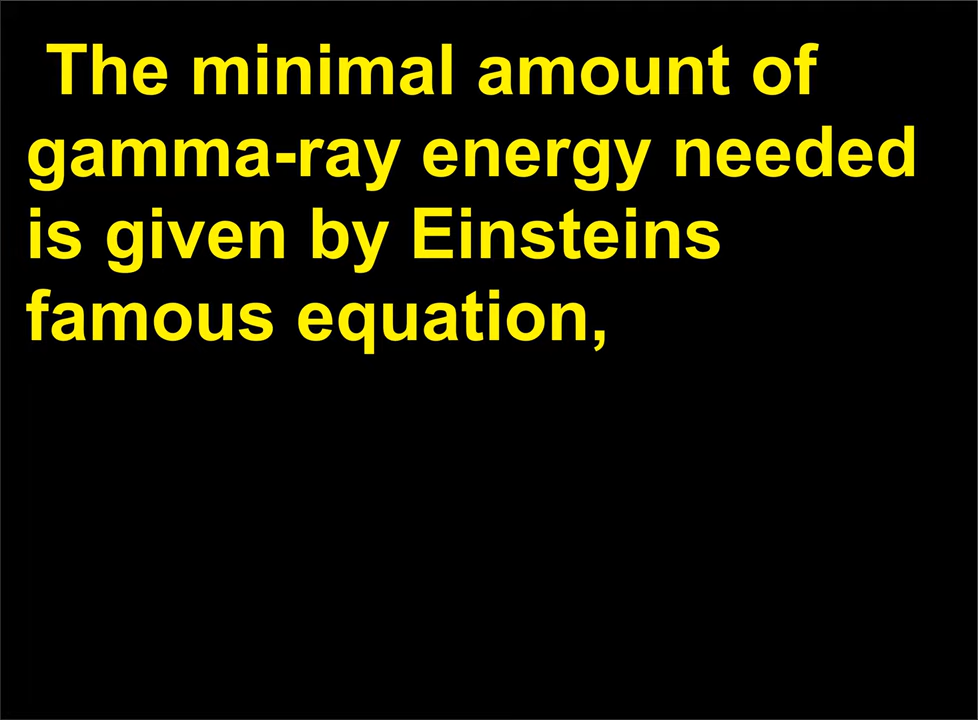 The minimal amount of
gamma-ray energy needed
is given by Einsteins
famous equation,